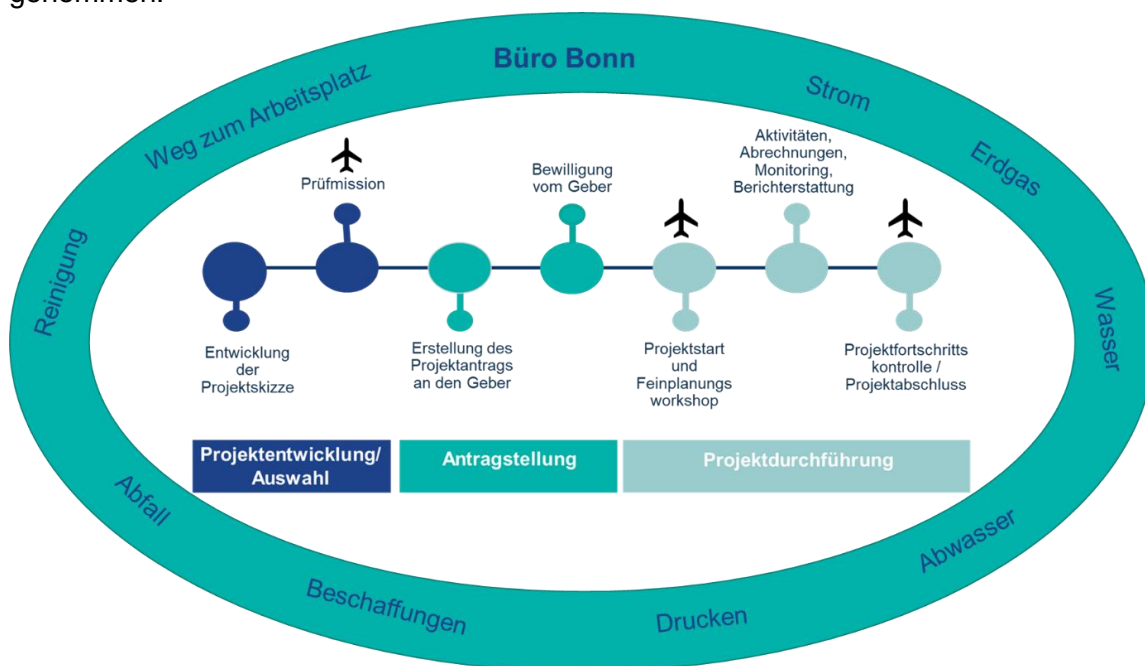 genommen.
Büro Bonn
Weg zum Arbeitsplatz
Strom
Erdgas
Wasser
Abwasser
Drucken
Beschaffungen
Abfall
Reinigung
Prüfmission
Bewilligung
vom Geber
Aktivitäten,
Abrechnungen,
Monitoring,
Berichterstattung
Entwicklung
der
Projektskizze
Erstellung des
Projektantrags
an den Geber
Projektstart
und
Feinplanungs
workshop
Projektfortschritts
kontrolle /
Projektabschluss
Projektentwicklung/
Auswahl
Antragstellung
Projektdurchführung